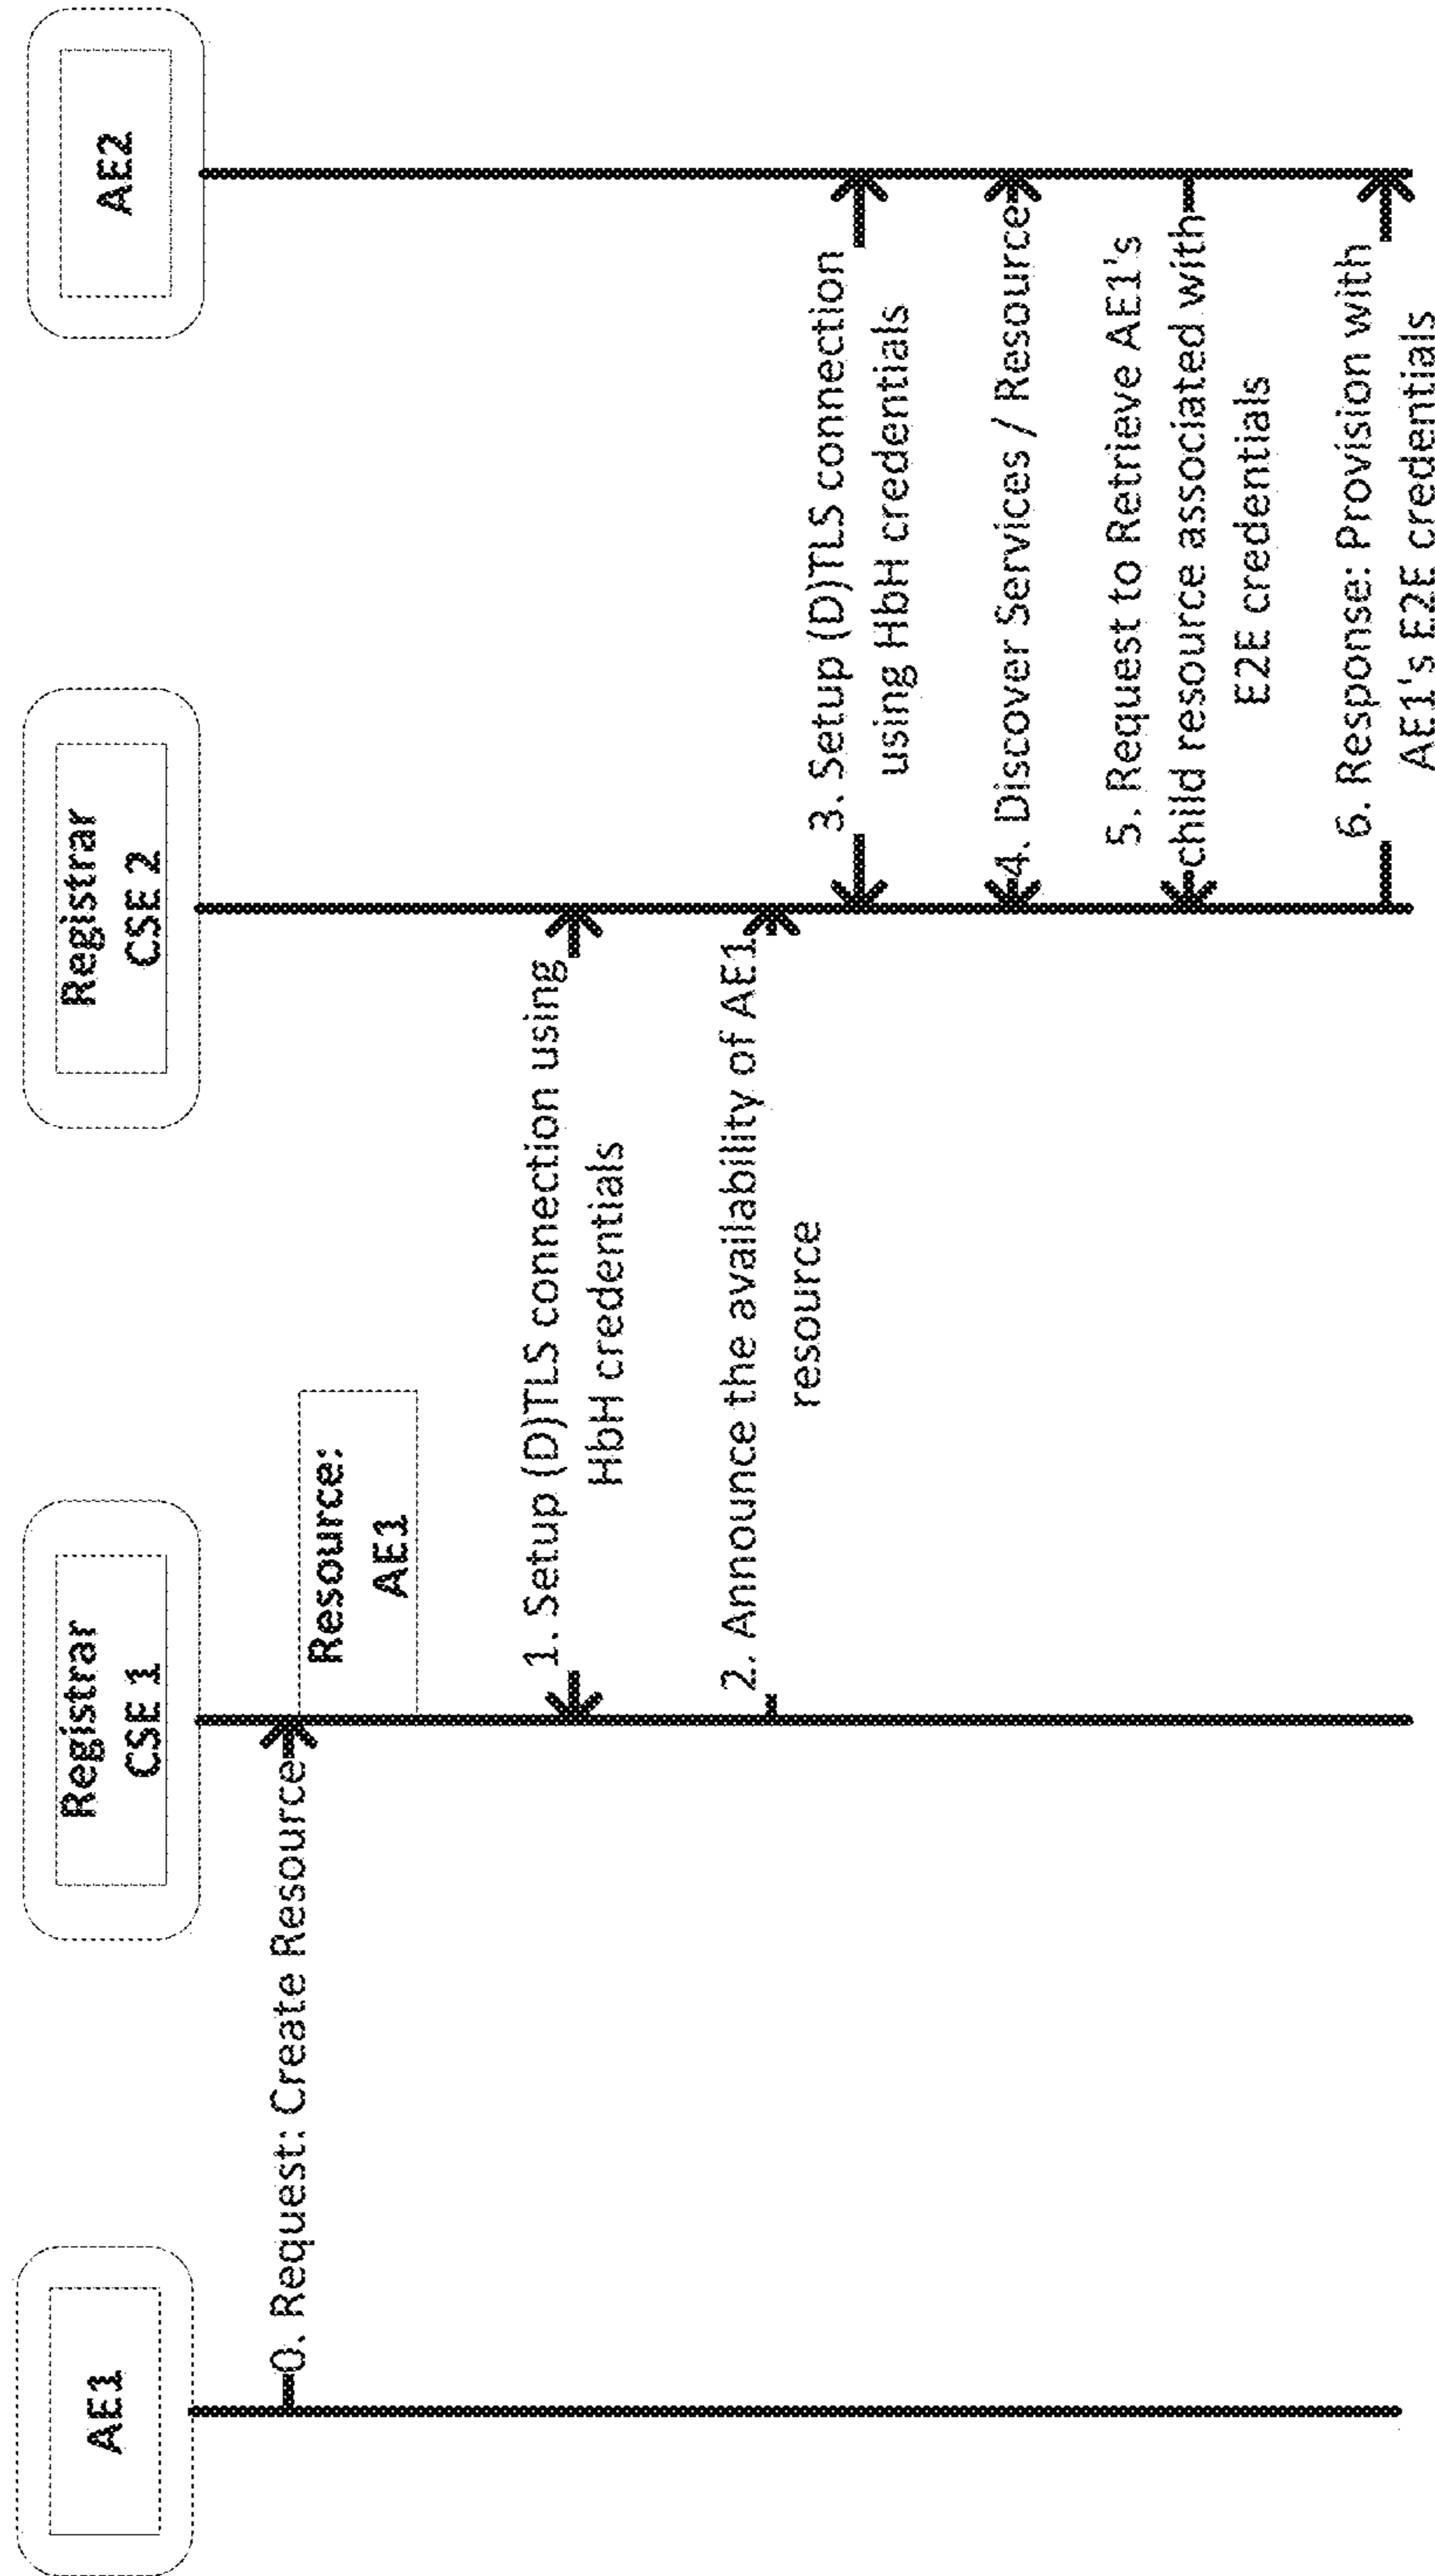 AE1
Registrar
CSE 1
Registrar
CSE 2
AE2
0. Request: Create Resource
Resource:
AE1
1. Setup (D)TLS connection using
HbH credentials
2. Announce the availability of AE1
resource
3. Setup (D)TLS connection
using HbH credentials
4. Discover Services / Resource
5. Request to Retrieve AE1's
child resource associated with
E2E credentials
6. Response: Provision with
AE1's E2E credentials